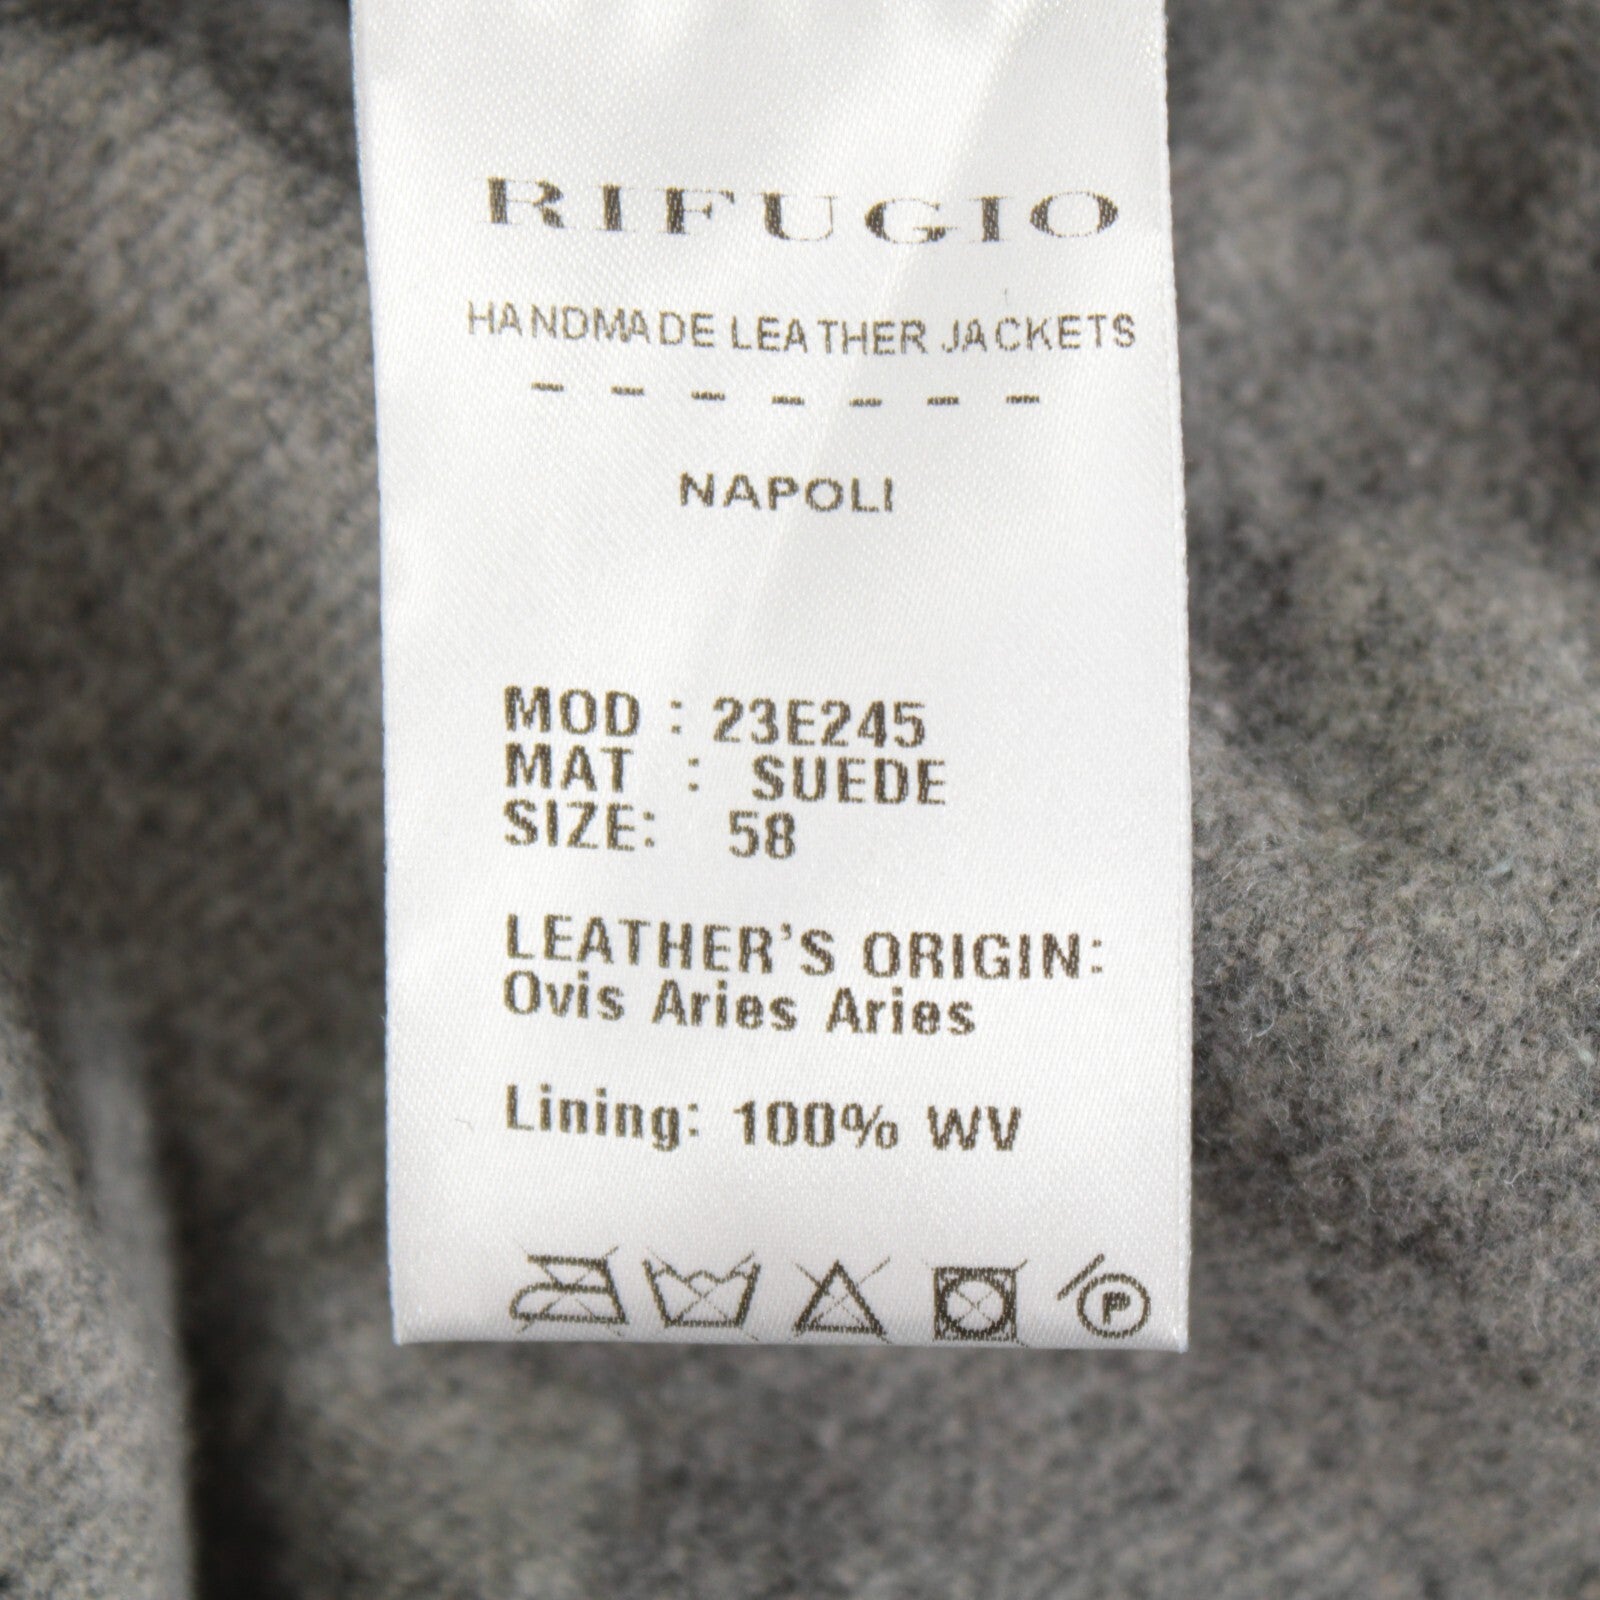 RIFUGIO
HANDMADE LEATHER JACKETS
- - - - - - -
NAPOLI
MOD : 23E245
MAT : SUEDE
SIZE: 58
LEATHER'S ORIGIN:
Ovis Aries Aries
Lining: 100% WV
P